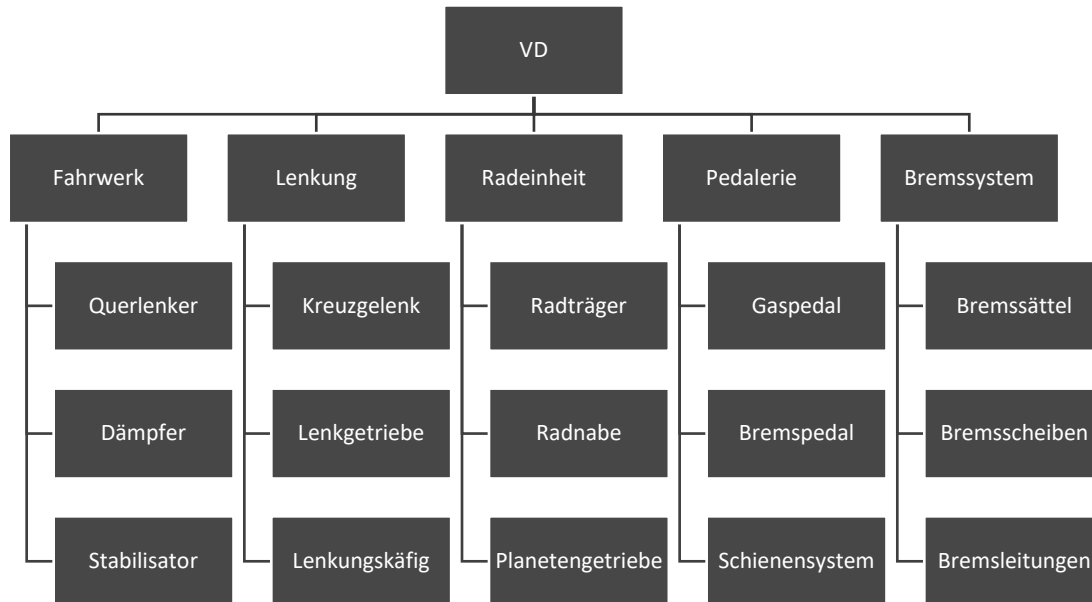 VD
Fahrwerk
Lenkung
Radeinheit
Pedalerie
Bremssystem
Querlenker
Kreuzgelenk
Radträger
Gaspedal
Bremssättel
Dämpfer
Lenkgetriebe
Radnabe
Bremspedal
Bremsscheiben
Stabilisator
Lenkungskäfig
Planetengetriebe
Schienensystem
Bremsleitungen